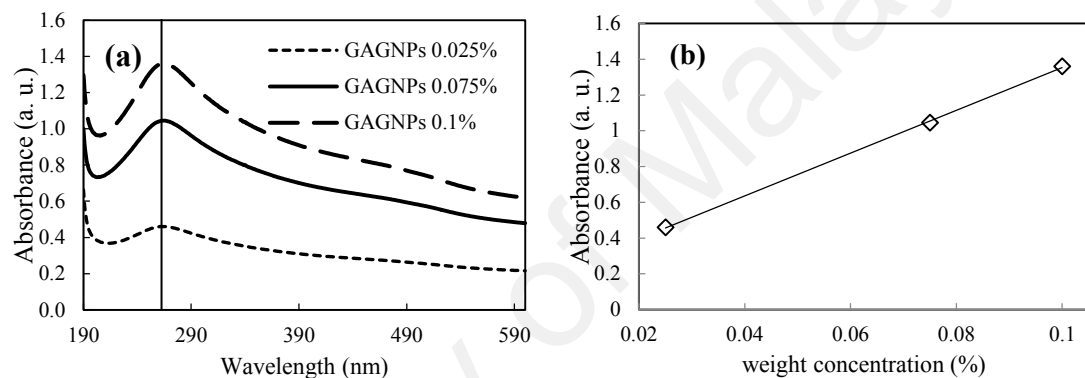 (a)
GAGNPs 0.025%
GAGNPs 0.075%
GAGNPs 0.1%
Absorbance (a. u.)
1.6
1.4
1.2
1.0
0.8
0.6
0.4
0.2
0.0
190 290 390 490 590
Wavelength (nm)
(b)
Absorbance (a. u.)
1.6
1.4
1.2
1
0.8
0.6
0.4
0.2
0
0.02 0.04 0.06 0.08 0.1
weight concentration (%)
of Malay